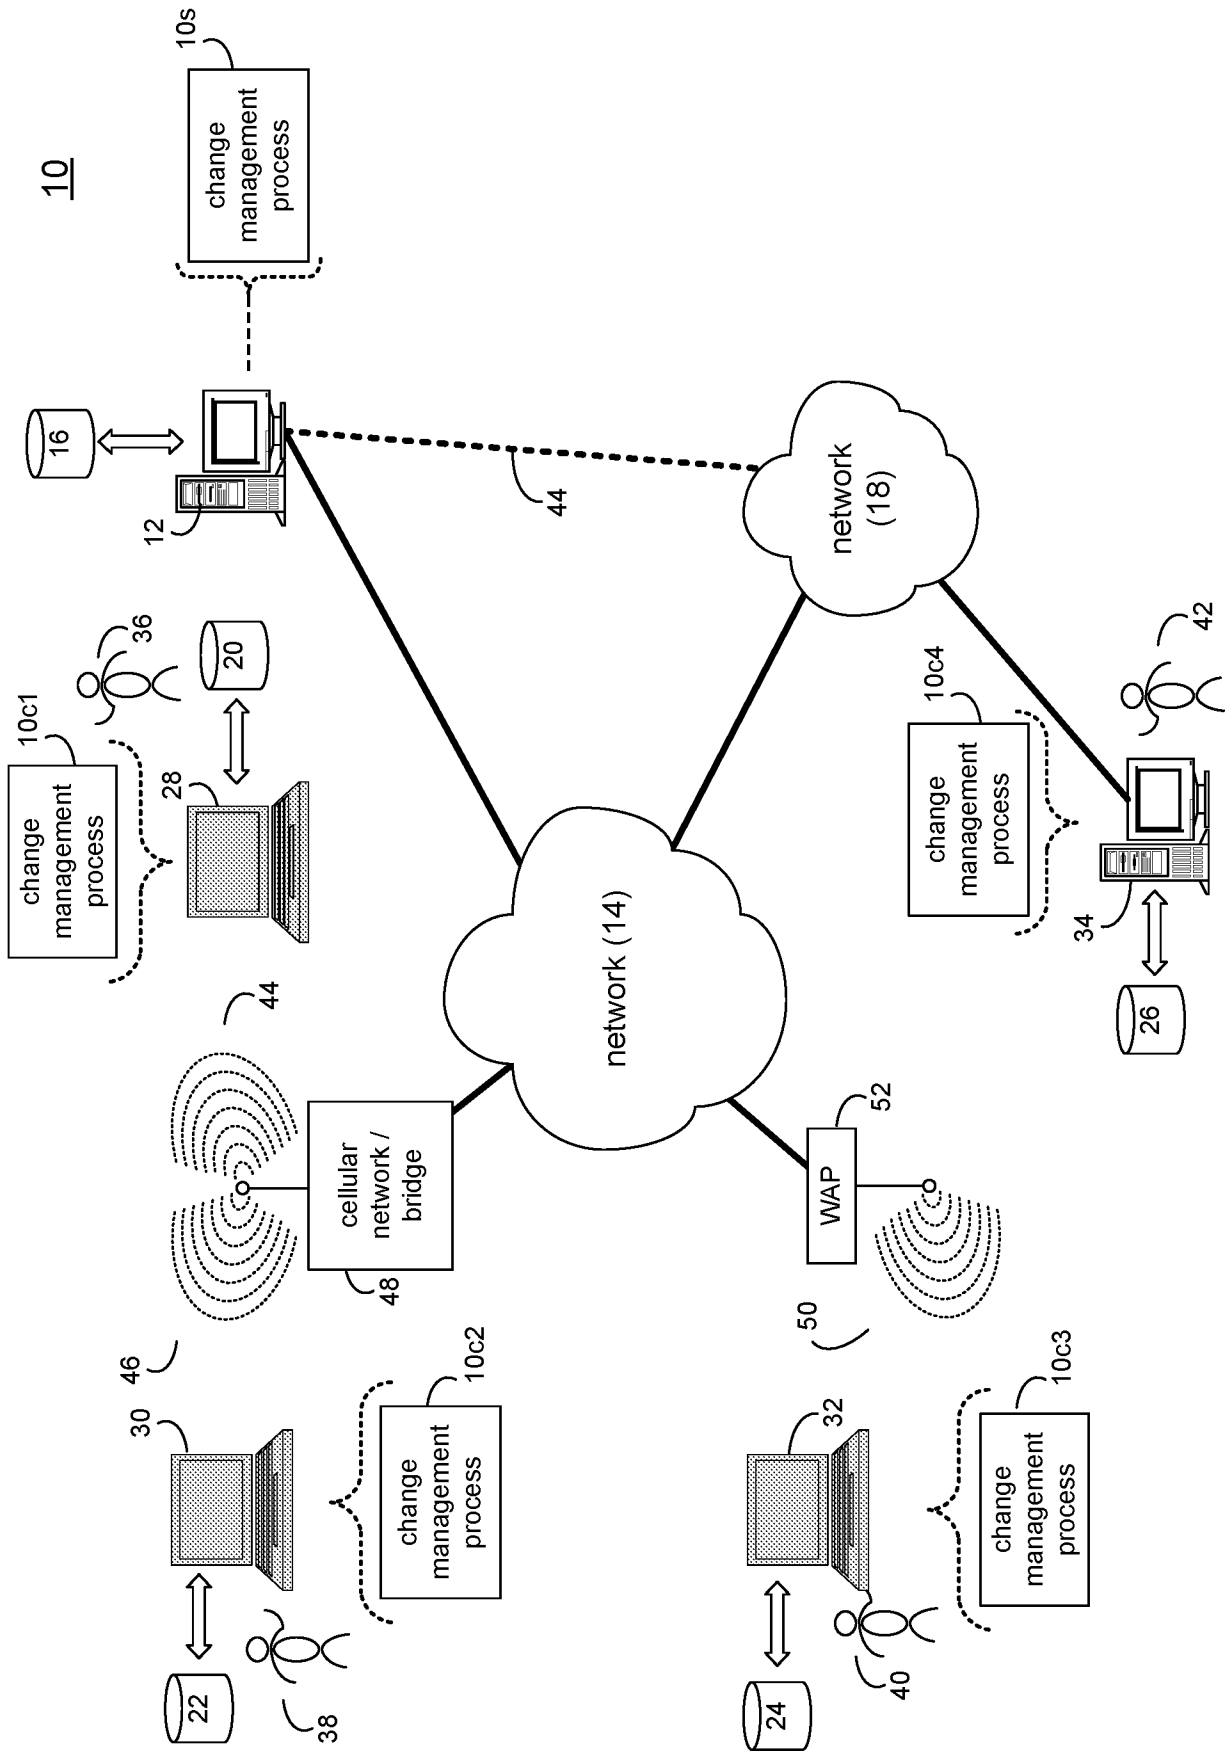 10
46
44
10c1
change
management
process
36
16
10s
change
management
process
22
30
28
20
12
38
48
cellular
network /
bridge
10c2
change
management
process
44
network (14)
network
(18)
24
32
50
WAP
52
40
10c3
change
management
process
10c4
change
management
process
26
34
42